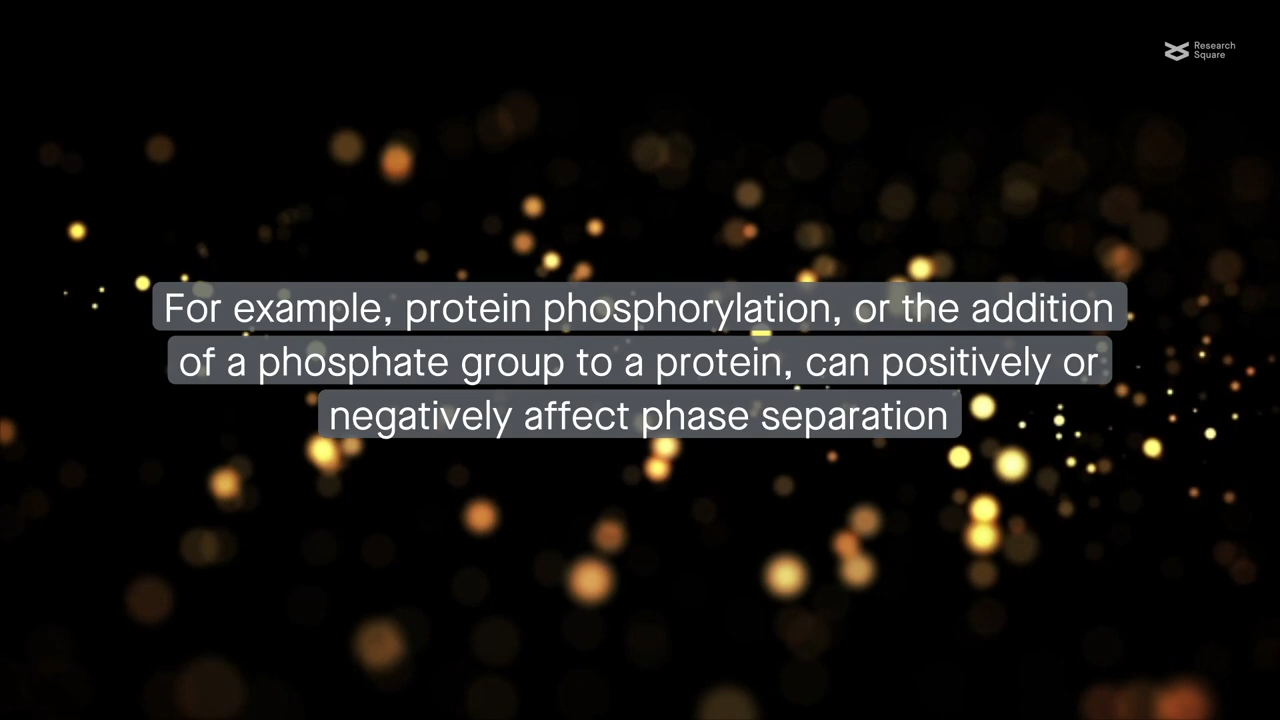 Research
Square
For example, protein phosphorylation, or the addition
of a phosphate group to a protein, can positively or
negatively affect phase separation